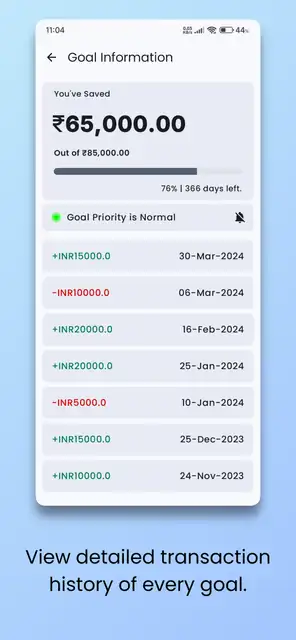 11:04
0.05
KB/S
44%
Goal Information
You've Saved
₹65,000.00
Out of ₹85,000.00
76% | 366 days left.
Goal Priority is Normal
+INR15000.0 30-Mar-2024
-INR10000.0 06-Mar-2024
+INR20000.0 16-Feb-2024
+INR20000.0 25-Jan-2024
-INR5000.0 10-Jan-2024
+INR15000.0 25-Dec-2023
+INR10000.0 24-Nov-2023
View detailed transaction
history of every goal.